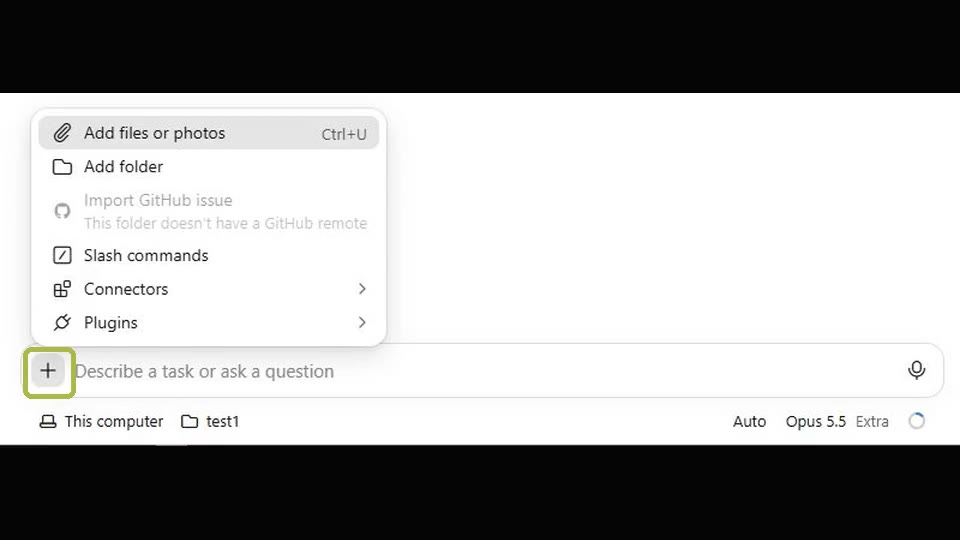 Add files or photos Ctrl+U
Add folder
Import GitHub issue
This folder doesn't have a GitHub remote
Slash commands
Connectors
Plugins
Describe a task or ask a question
This computer test1 Auto Opus 5.5 Extra